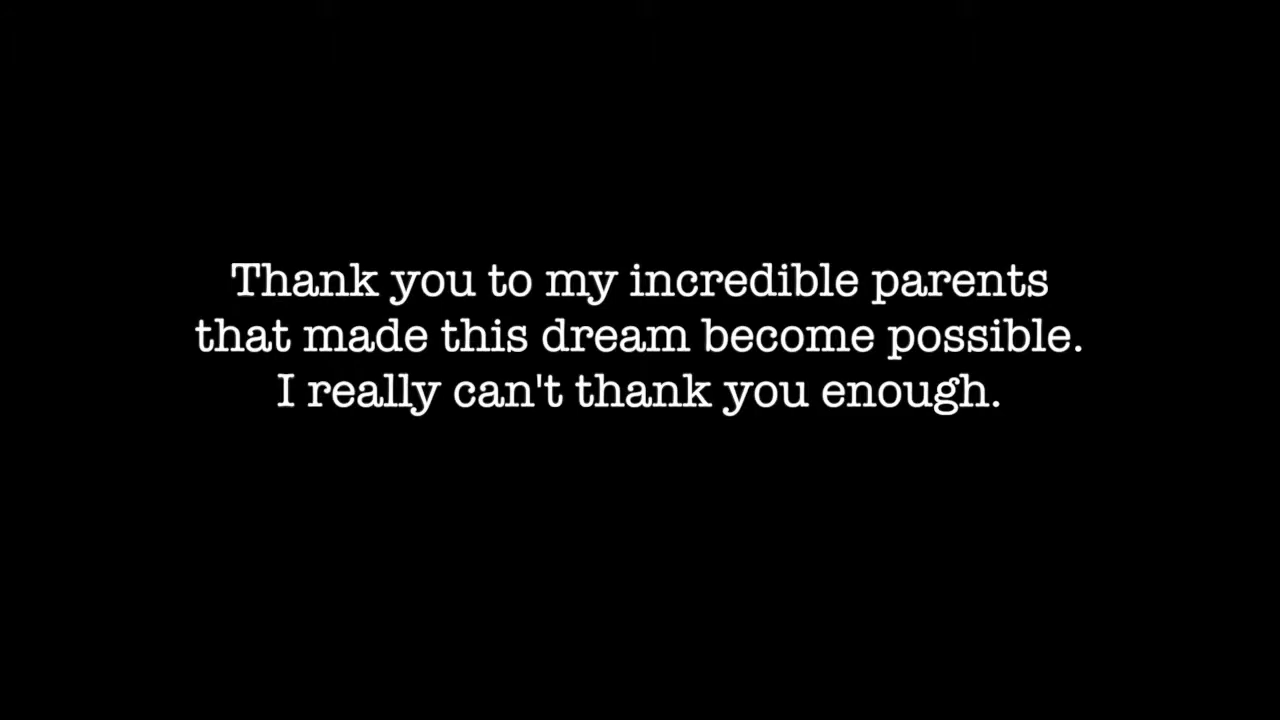 Thank you to my incredible parents
that made this dream become possible.
I really can't thank you enough.